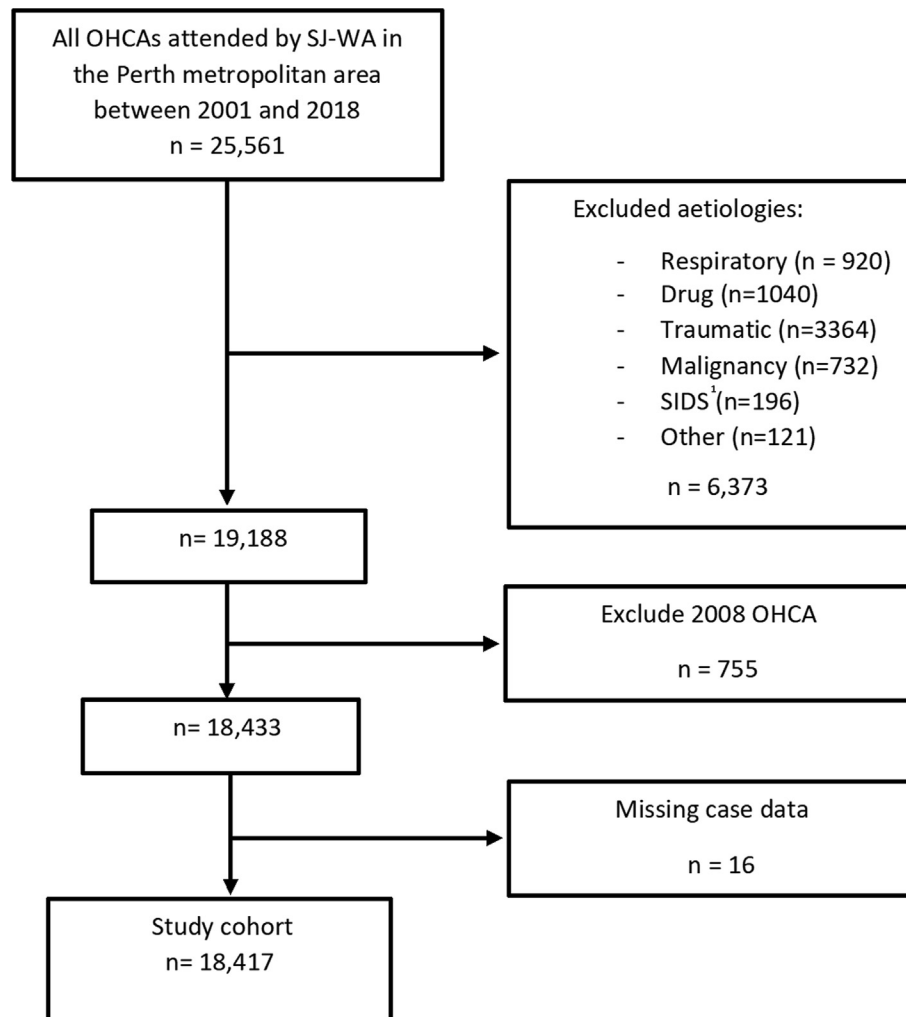 All OHCAs attended by SJ-WA in
the Perth metropolitan area
between 2001 and 2018
n = 25,561
Excluded aetiologies:
- Respiratory (n = 920)
- Drug (n=1040)
- Traumatic (n=3364)
- Malignancy (n=732)
- SIDS¹(n=196)
- Other (n=121)
n = 6,373
n= 19,188
Exclude 2008 OHCA
n = 755
n= 18,433
Missing case data
n = 16
Study cohort
n= 18,417